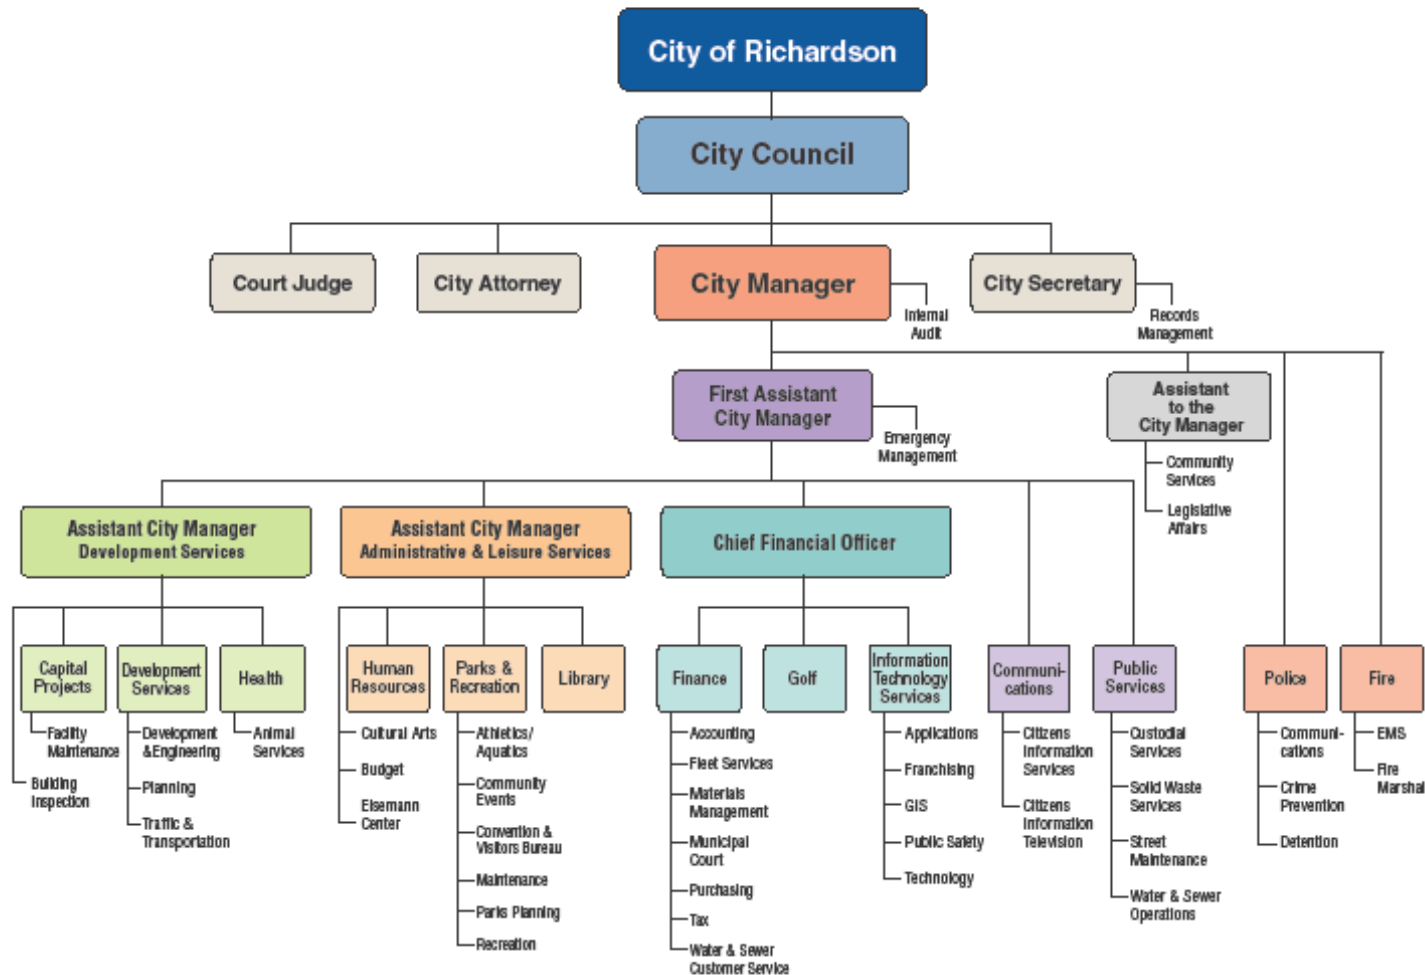 City of Richardson
City Council
Court Judge
City Attorney
City Manager
City Secretary
Internal
Audit
Records
Management
First Assistant
City Manager
Emergency
Management
Assistant
to the
City Manager
Community
Services
Legislative
Affairs
Assistant City Manager
Development Services
Assistant City Manager
Administrative & Leisure Services
Chief Financial Officer
Capital
Projects
Development
Services
Health
Human
Resources
Parks &
Recreation
Library
Finance
Golf
Information
Technology
Services
Communi-
cations
Public
Services
Police
Fire
Facility
Maintenance
Building
Inspection
Development
& Engineering
Planning
Traffic &
Transportation
Animal
Services
Cultural Arts
Budget
Eisemann
Center
Athletics/
Aquatics
Community
Events
Convention &
Visitors Bureau
Maintenance
Parks Planning
Recreation
Accounting
Fleet Services
Materials
Management
Municipal
Court
Purchasing
Tax
Water & Sewer
Customer Service
Applications
Franchising
GIS
Public Safety
Technology
Citizens
Information
Services
Citizens
Information
Television
Custodial
Services
Solid Waste
Services
Street
Maintenance
Water & Sewer
Operations
Communi-
cations
Crime
Prevention
Detention
EMS
Fire
Marshal